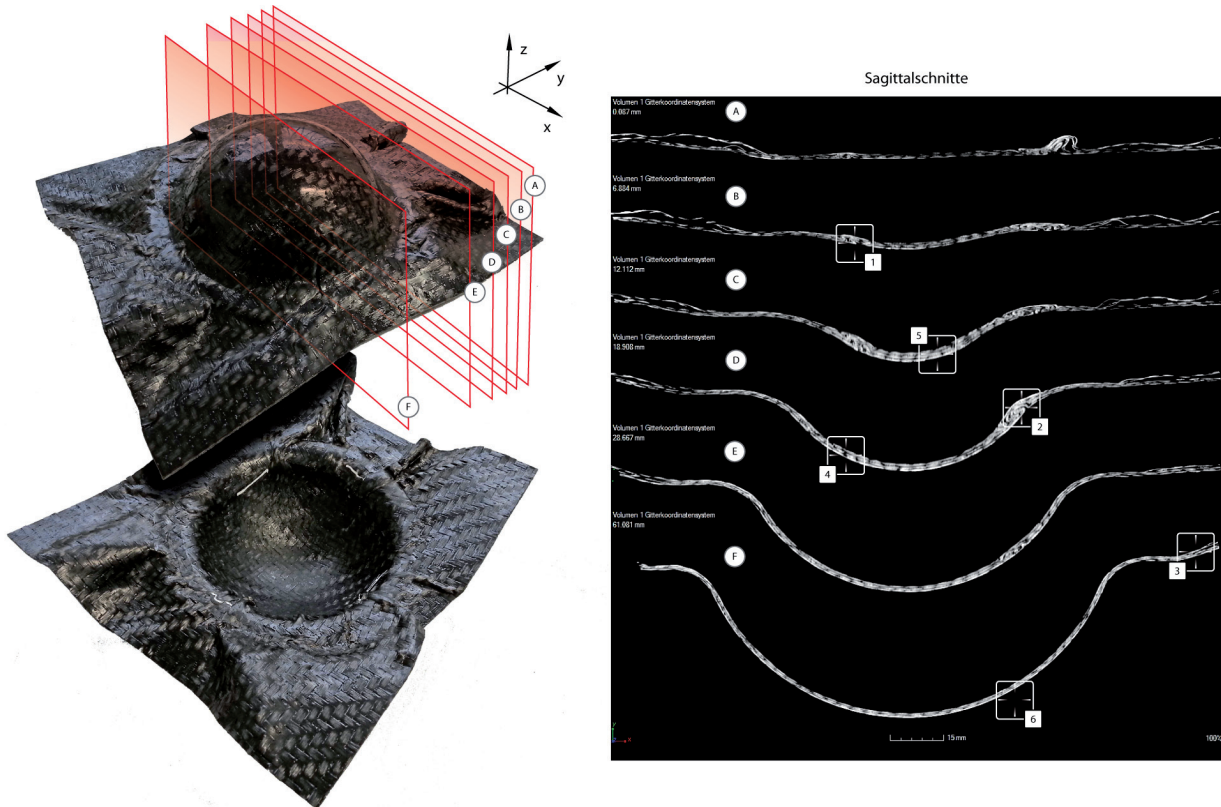 z
y
x
A
B
C
D
E
F
Sagittalschnitte
Volumen 1 Gitterkoordinatensystem
0.087 mm
A
Volumen 1 Gitterkoordinatensystem
6.884 mm
B
1
Volumen 1 Gitterkoordinatensystem
12.112 mm
C
5
Volumen 1 Gitterkoordinatensystem
18.908 mm
D
2
4
Volumen 1 Gitterkoordinatensystem
28.667 mm
E
Volumen 1 Gitterkoordinatensystem
61.081 mm
F
3
6
y
x
15 mm
100%